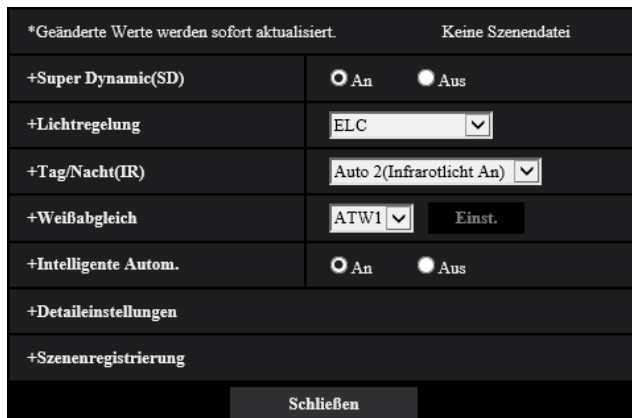 *Geänderte Werte werden sofort aktualisiert. Keine Szenendatei
+Super Dynamic(SD) An Aus
+Lichtregelung ELC
+Tag/Nacht(IR) Auto 2(Infrarotlicht An)
+Weißabgleich ATW1 Einst.
+Intelligente Autom. An Aus
+Detaileinstellungen
+Szenenregistrierung
Schließen